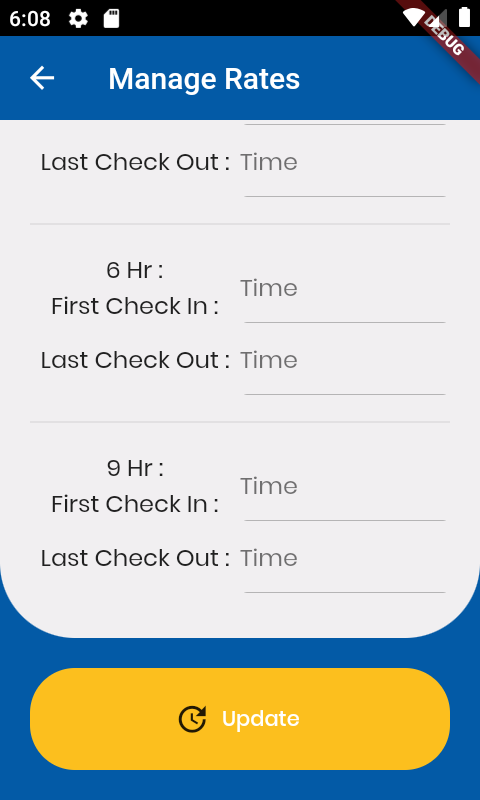 6:08
DEBUG
Manage Rates
Last Check Out : Time
6 Hr :
First Check In : Time
Last Check Out : Time
9 Hr :
First Check In : Time
Last Check Out : Time
Update